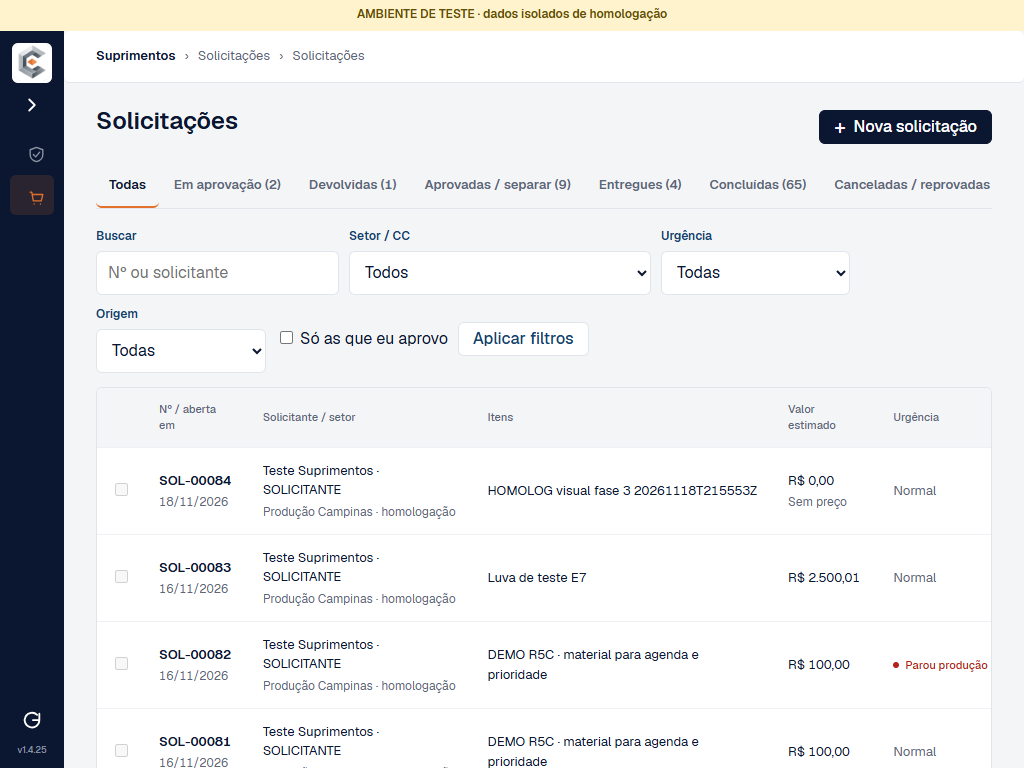 AMBIENTE DE TESTE · dados isolados de homologação
Suprimentos › Solicitações › Solicitações
Solicitações
+ Nova solicitação
Todas Em aprovação (2) Devolvidas (1) Aprovadas / separar (9) Entregues (4) Concluídas (65) Canceladas / reprovadas
Buscar Setor / CC Urgência
Nº ou solicitante Todos Todas
Origem
Todas Só as que eu aprovo Aplicar filtros
Nº / aberta em Solicitante / setor Itens Valor estimado Urgência
SOL-00084
18/11/2026
Teste Suprimentos ·
SOLICITANTE
Produção Campinas · homologação
HOMOLOG visual fase 3 20261118T215553Z
R$ 0,00
Sem preço
Normal
SOL-00083
16/11/2026
Teste Suprimentos ·
SOLICITANTE
Produção Campinas · homologação
Luva de teste E7
R$ 2.500,01
Normal
SOL-00082
16/11/2026
Teste Suprimentos ·
SOLICITANTE
Produção Campinas · homologação
DEMO R5C · material para agenda e
prioridade
R$ 100,00
Parou produção
SOL-00081
16/11/2026
Teste Suprimentos ·
SOLICITANTE
DEMO R5C · material para agenda e
prioridade
R$ 100,00
Normal
v1.4.25